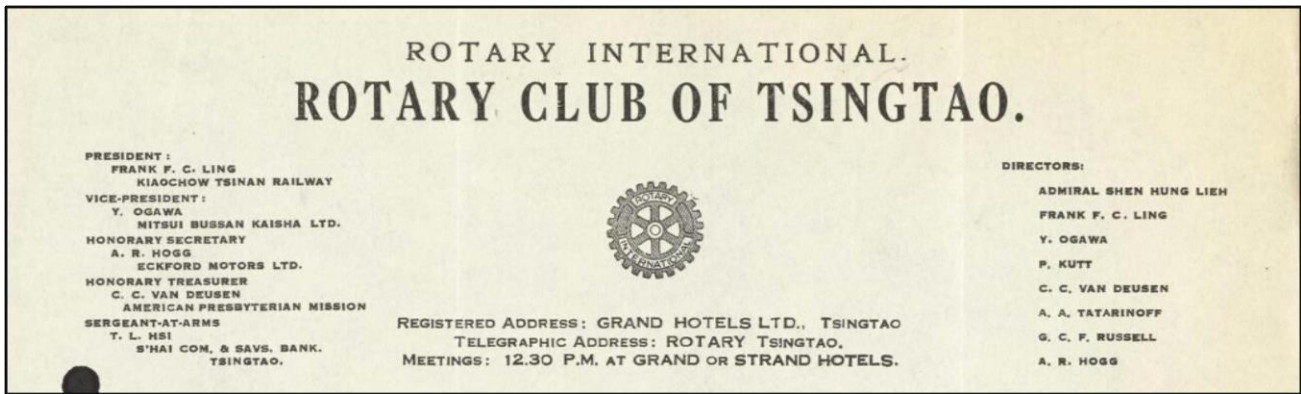 ROTARY INTERNATIONAL.
ROTARY CLUB OF TSINGTAO.
PRESIDENT :
FRANK F. C. LING
KIAOCHOW TSINAN RAILWAY
VICE-PRESIDENT :
Y. OGAWA
MITSUI BUSSAN KAISHA LTD.
HONORARY SECRETARY
A. R. HOGG
ECKFORD MOTORS LTD.
HONORARY TREASURER
C. C. VAN DEUSEN
AMERICAN PRESBYTERIAN MISSION
SERGEANT-AT-ARMS
T. L. HSI
S'HAI COM, & SAVS, BANK.
TSINGTAO.
ROTARY
INTERNATIONAL
REGISTERED ADDRESS: GRAND HOTELS LTD., TSINGTAO
TELEGRAPHIC ADDRESS: ROTARY TSINGTAO.
MEETINGS: 12.30 P.M. AT GRAND OR STRAND HOTELS.
DIRECTORS:
ADMIRAL SHEN HUNG LIEH
FRANK F. C. LING
Y. OGAWA
P. KUTT
C. C. VAN DEUSEN
A. A. TATARINOFF
G. C. F. RUSSELL
A. R. HOGG